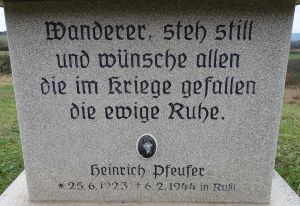 Wanderer, steh still
und wünsche allen
die im Kriege gefallen
die ewige Ruhe.
Heinrich Pfeufer
* 25.6.1923 † 6.2.1944 in Rußl.